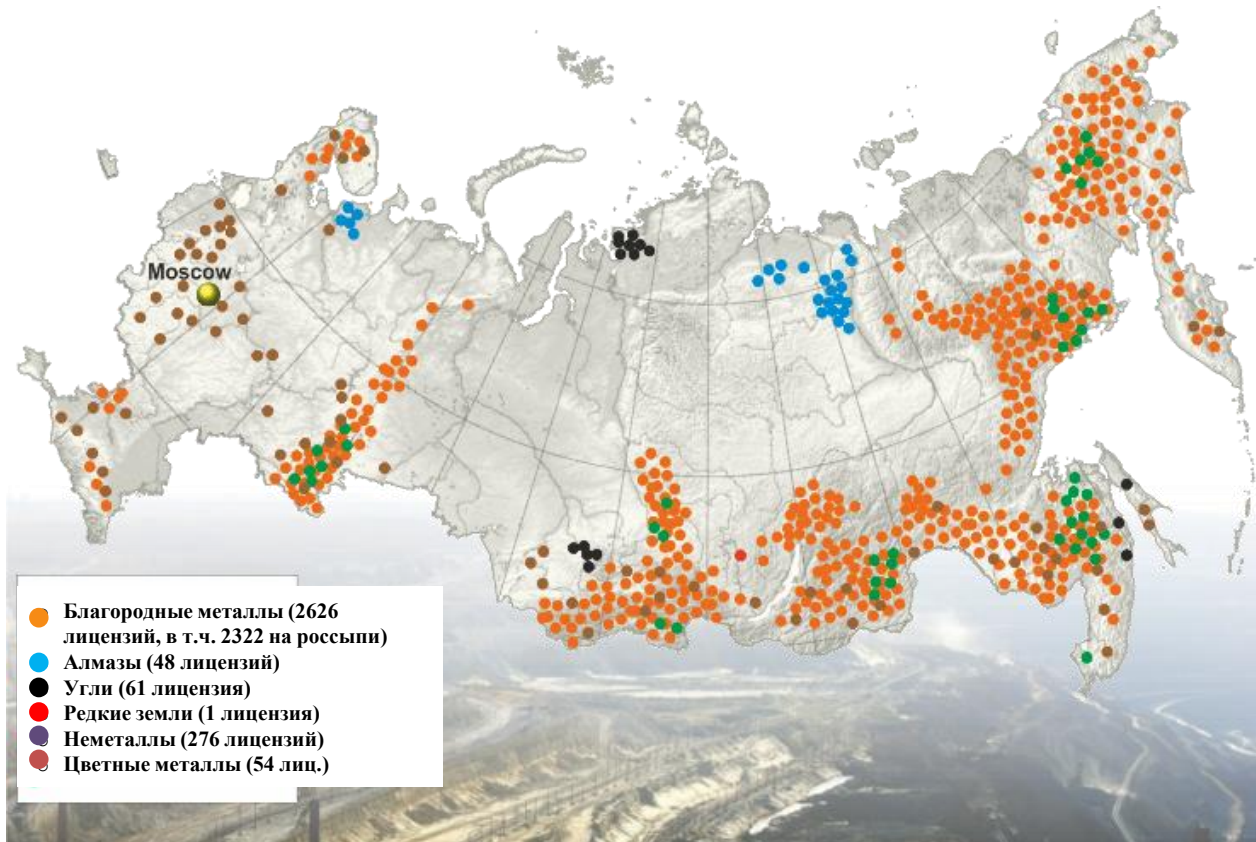 Moscow
Благородные металлы (2626
лицензий, в т.ч. 2322 на россыпи)
Алмазы (48 лицензий)
Угли (61 лицензия)
Редкие земли (1 лицензия)
Неметаллы (276 лицензий)
Цветные металлы (54 лиц.)